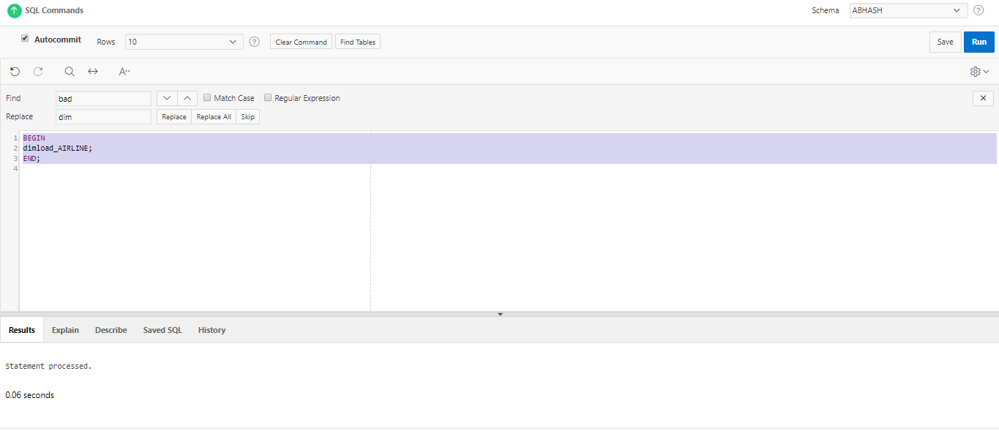 SQL Commands Schema ABHASH ?
Autocommit Rows 10 ? Clear Command Find Tables Save Run
A··
Find bad Match Case Regular Expression
Replace dim Replace Replace All Skip
1 BEGIN
2 dimload_AIRLINE;
3 END;
4
Results Explain Describe Saved SQL History
Statement processed.
0.06 seconds